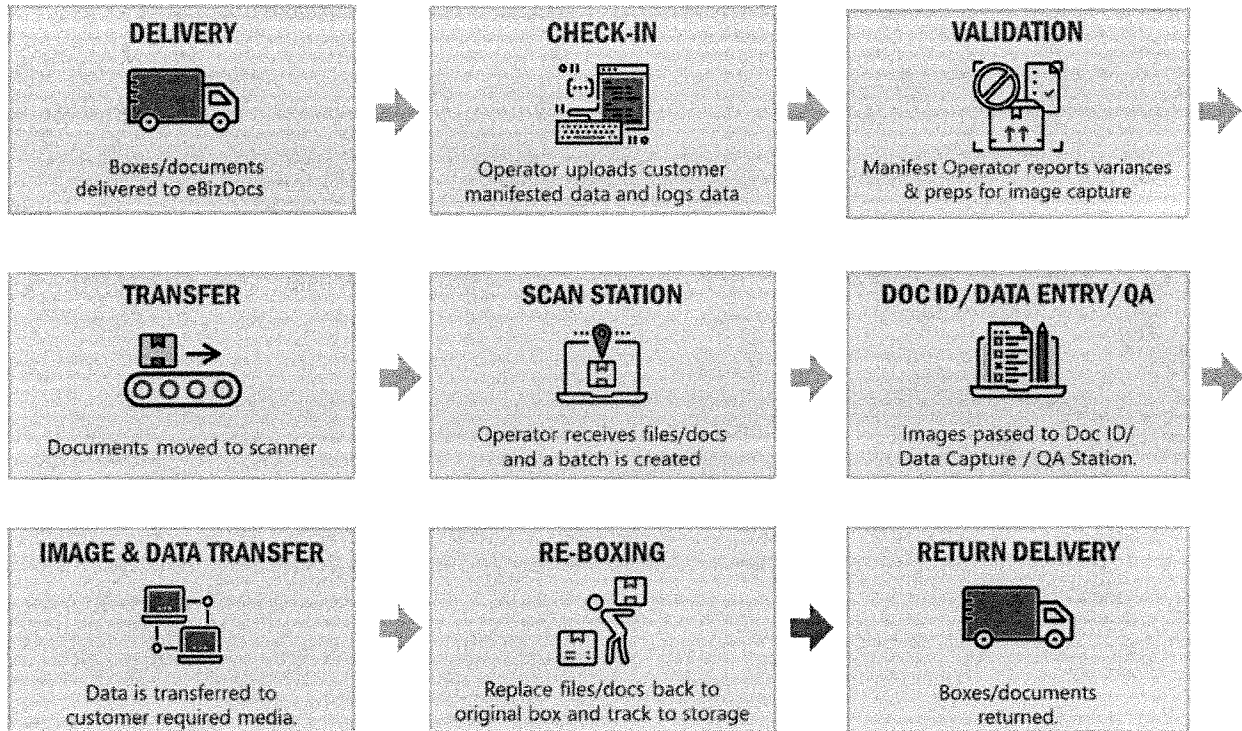 DELIVERY
Boxes/documents
delivered to eBizDocs
CHECK-IN
Operator uploads customer
manifested data and logs data
VALIDATION
Manifest Operator reports variances
& preps for image capture
TRANSFER
Documents moved to scanner
SCAN STATION
Operator receives files/docs
and a batch is created
DOC ID/DATA ENTRY/QA
Images passed to Doc ID/
Data Capture / QA Station.
IMAGE & DATA TRANSFER
Data is transferred to
customer required media.
RE-BOXING
Replace files/docs back to
original box and track to storage
RETURN DELIVERY
Boxes/documents
returned.